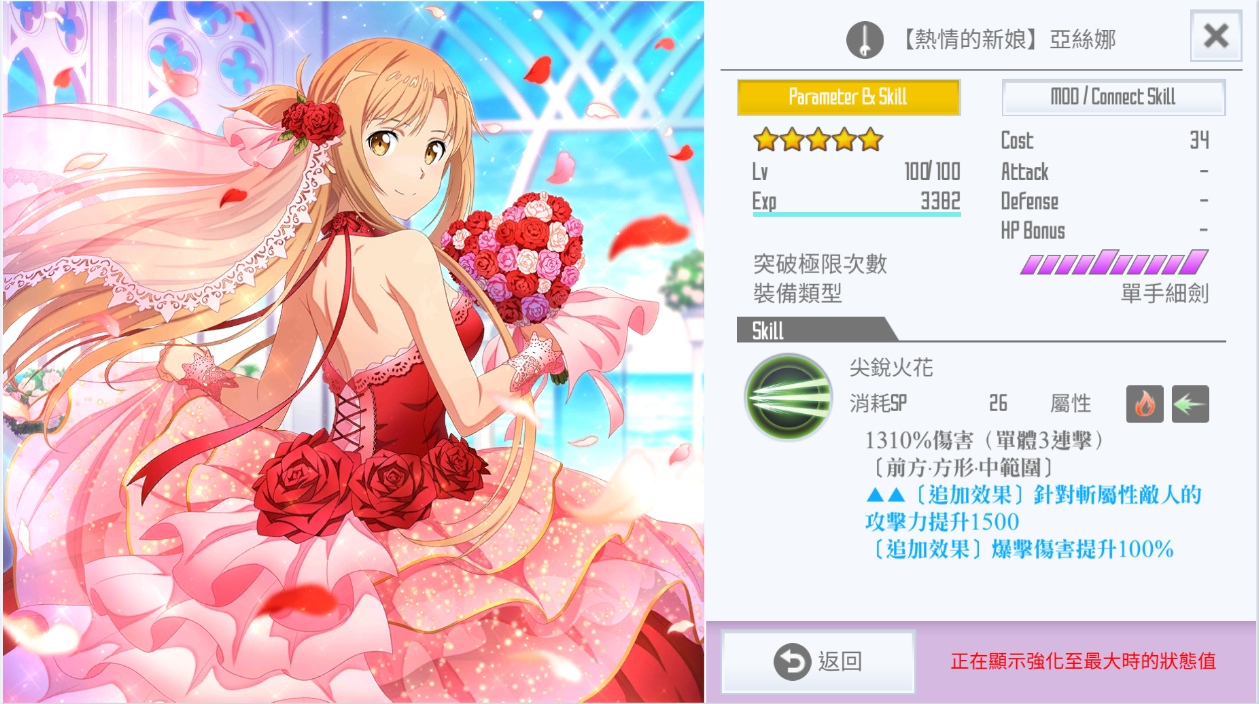 【熱情的新娘】亞絲娜
Parameter & Skill
MOD / Connect Skill
Lv 100/100
Exp 3382
Cost 34
Attack -
Defense -
HP Bonus -
突破極限次數
裝備類型 單手細劍
Skill
尖銳火花
消耗SP 26 屬性
1310%傷害（單體3連擊）
〔前方·方形·中範圍〕
▲▲〔追加效果〕針對斬屬性敵人的
攻擊力提升1500
〔追加效果〕爆擊傷害提升100%
返回
正在顯示強化至最大時的狀態值